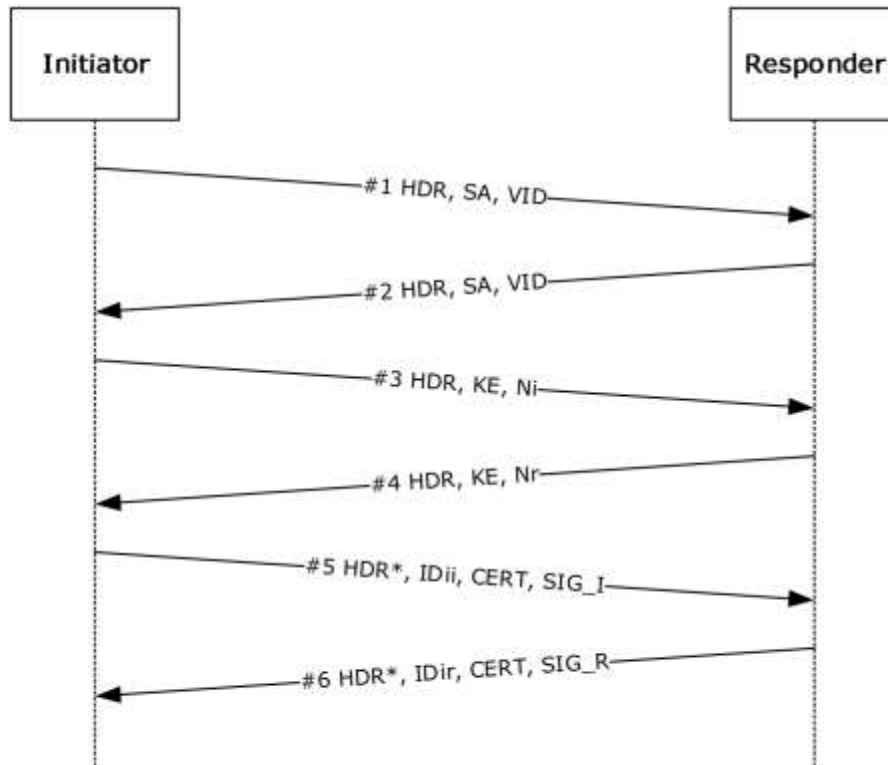 Initiator
Responder
#1 HDR, SA, VID
#2 HDR, SA, VID
#3 HDR, KE, Ni
#4 HDR, KE, Nr
#5 HDR*, IDii, CERT, SIG_I
#6 HDR*, IDir, CERT, SIG_R